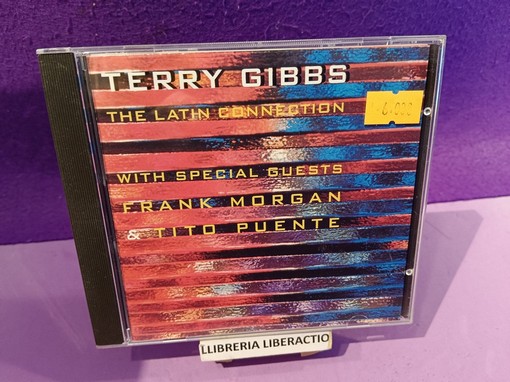 TERRY GIBBS
THE LATIN CONNECTION
WITH SPECIAL GUESTS
FRANK MORGAN
& TITO PUENTE
LLIBRERIA LIBERACTIO